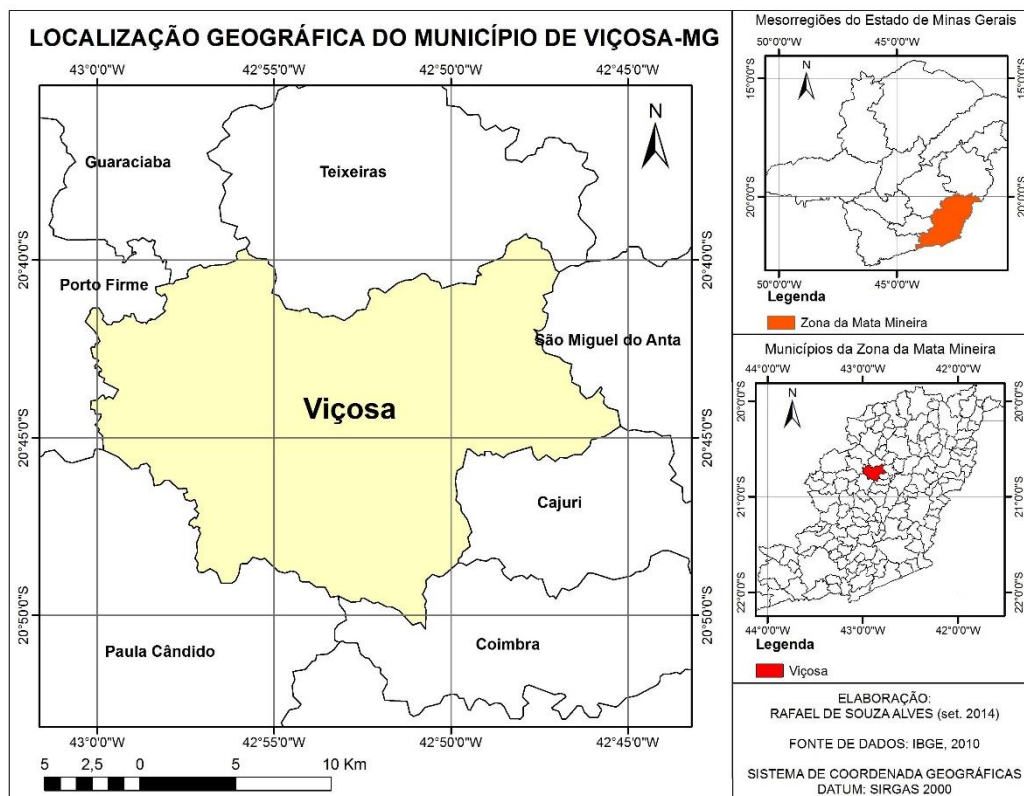 LOCALIZAÇÃO GEOGRÁFICA DO MUNICÍPIO DE VIÇOSA-MG
43°0'0"W 42°55'0"W 42°50'0"W 42°45'0"W
N
Guaraciaba
Teixeiras
20°40'0"S 20°40'0"S
Porto Firme
São Miguel do Anta
Viçosa
20°45'0"S 20°45'0"S
Cajuri
20°50'0"S 20°50'0"S
Paula Cândido
Coimbra
43°0'0"W 42°55'0"W 42°50'0"W 42°45'0"W
5 2,5 0 5 10 Km
Mesorregiões do Estado de Minas Gerais
50°0'0"W 45°0'0"W
N
15°0'0"S 15°0'0"S
20°0'0"S 20°0'0"S
50°0'0"W 45°0'0"W
Legenda
Zona da Mata Mineira
Municípios da Zona da Mata Mineira
44°0'0"W 43°0'0"W 42°0'0"W
N
20°0'0"S 20°0'0"S
21°0'0"S 21°0'0"S
22°0'0"S 22°0'0"S
44°0'0"W 43°0'0"W 42°0'0"W
Legenda
Viçosa
ELABORAÇÃO:
RAFAEL DE SOUZA ALVES (set. 2014)
FONTE DE DADOS: IBGE, 2010
SISTEMA DE COORDENADA GEOGRÁFICAS
DATUM: SIRGAS 2000